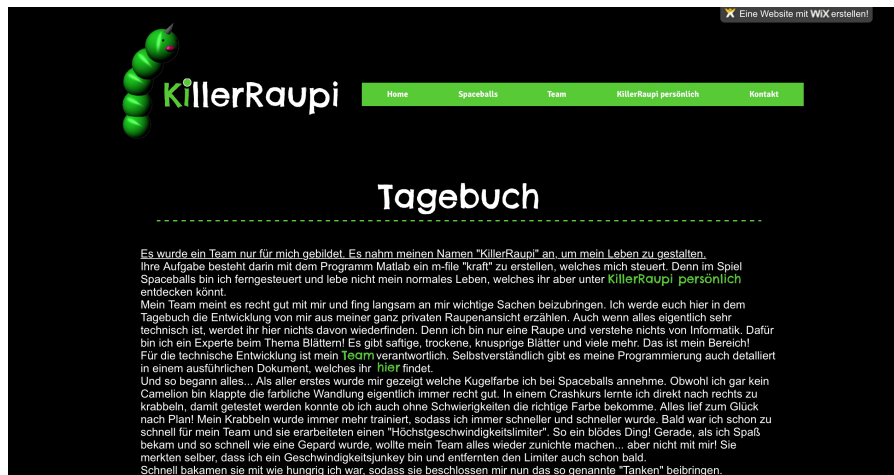 Eine Website mit WiX erstellen!
KillerRaupi
Home Spaceballs Team KillerRaupi persönlich Kontakt
Tagebuch
Es wurde ein Team nur für mich gebildet. Es nahm meinen Namen "KillerRaupi" an, um mein Leben zu gestalten.
Ihre Aufgabe besteht darin mit dem Programm Matlab ein m-file "kraft" zu erstellen, welches mich steuert. Denn im Spiel
Spaceballs bin ich ferngesteuert und lebe nicht mein normales Leben, welches ihr aber unter KillerRaupi persönlich
entdecken könnt.
Mein Team meint es recht gut mit mir und fing langsam an mir wichtige Sachen beizubringen. Ich werde euch hier in dem
Tagebuch die Entwicklung von mir aus meiner ganz privaten Raupenansicht erzählen. Auch wenn alles eigentlich sehr
technisch ist, werdet ihr hier nichts davon wiederfinden. Denn ich bin nur eine Raupe und verstehe nichts von Informatik. Dafür
bin ich ein Experte beim Thema Blättern! Es gibt saftige, trockene, knusprige Blätter und viele mehr. Das ist mein Bereich!
Für die technische Entwicklung ist mein Team verantwortlich. Selbstverständlich gibt es meine Programmierung auch detalliert
in einem ausführlichen Dokument, welches ihr hier findet.
Und so begann alles... Als aller erstes wurde mir gezeigt welche Kugelfarbe ich bei Spaceballs annehme. Obwohl ich gar kein
Camelion bin klappte die farbliche Wandlung eigentlich immer recht gut. In einem Crashkurs lernte ich direkt nach rechts zu
krabbeln, damit getestet werden konnte ob ich auch ohne Schwierigkeiten die richtige Farbe bekomme. Alles lief zum Glück
nach Plan! Mein Krabbeln wurde immer mehr trainiert, sodass ich immer schneller und schneller wurde. Bald war ich schon zu
schnell für mein Team und sie erarbeiteten einen "Höchstgeschwindigkeitslimiter". So ein blödes Ding! Gerade, als ich Spaß
bekam und so schnell wie eine Gepard wurde, wollte mein Team alles wieder zunichte machen... aber nicht mit mir! Sie
merkten selber, dass ich ein Geschwindigkeitsjunkey bin und entfernten den Limiter auch schon bald.
Schnell bakamen sie mit wie hungrig ich war, sodass sie beschlossen mir nun das so genannte "Tanken" beibringen.